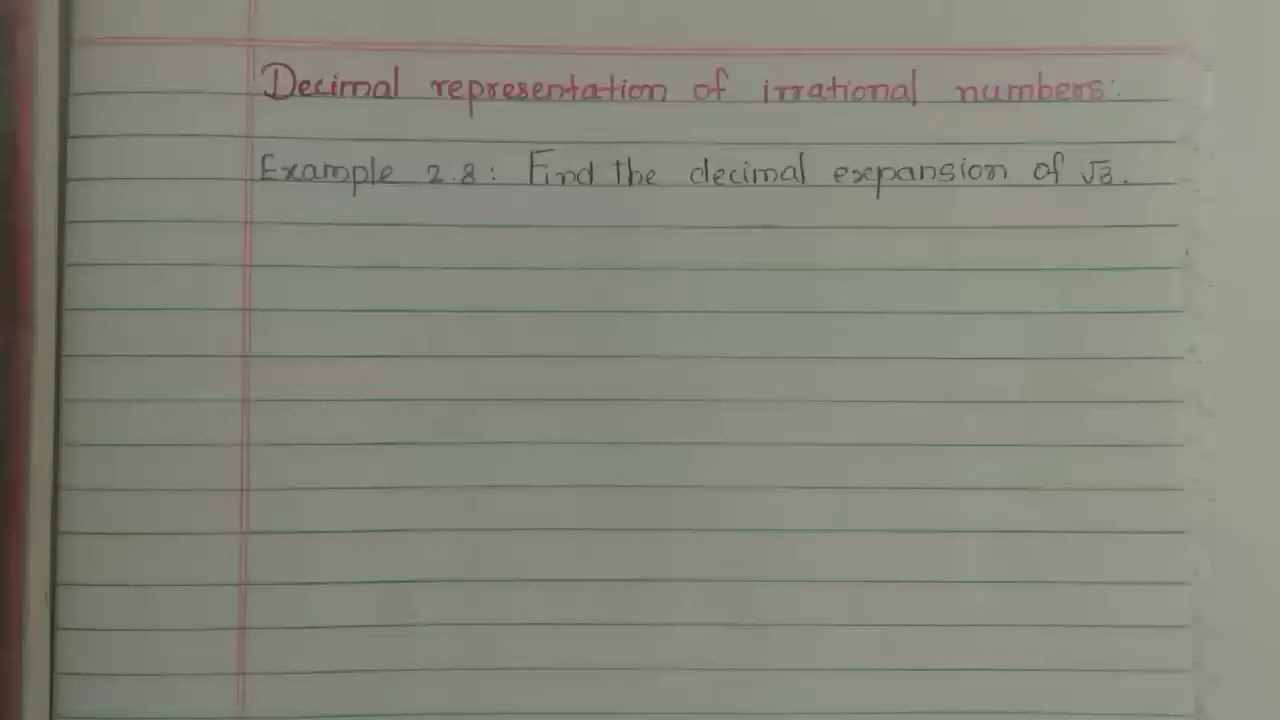 Decimal representation of irrational numbers:
Example 2.8: Find the decimal expansion of √3.